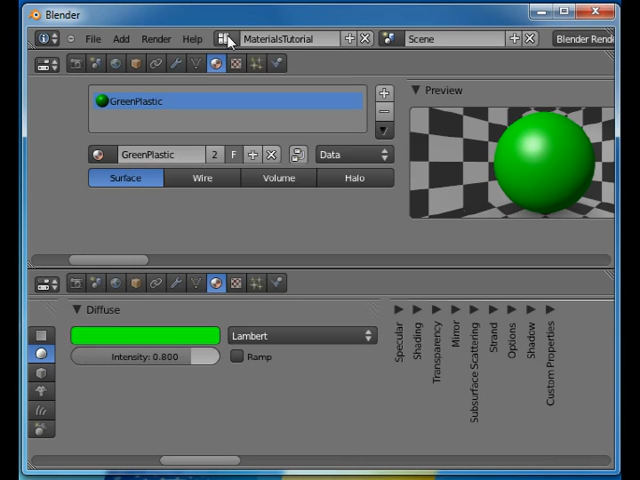 Blender
File Add Render Help MaterialsTutorial Scene Blender Rend
Preview
GreenPlastic
GreenPlastic 2 F Data
Surface Wire Volume Halo
Diffuse
Lambert
Intensity: 0.800 Ramp
Specular
Shading
Transparency
Mirror
Subsurface Scattering
Strand
Options
Shadow
Custom Properties